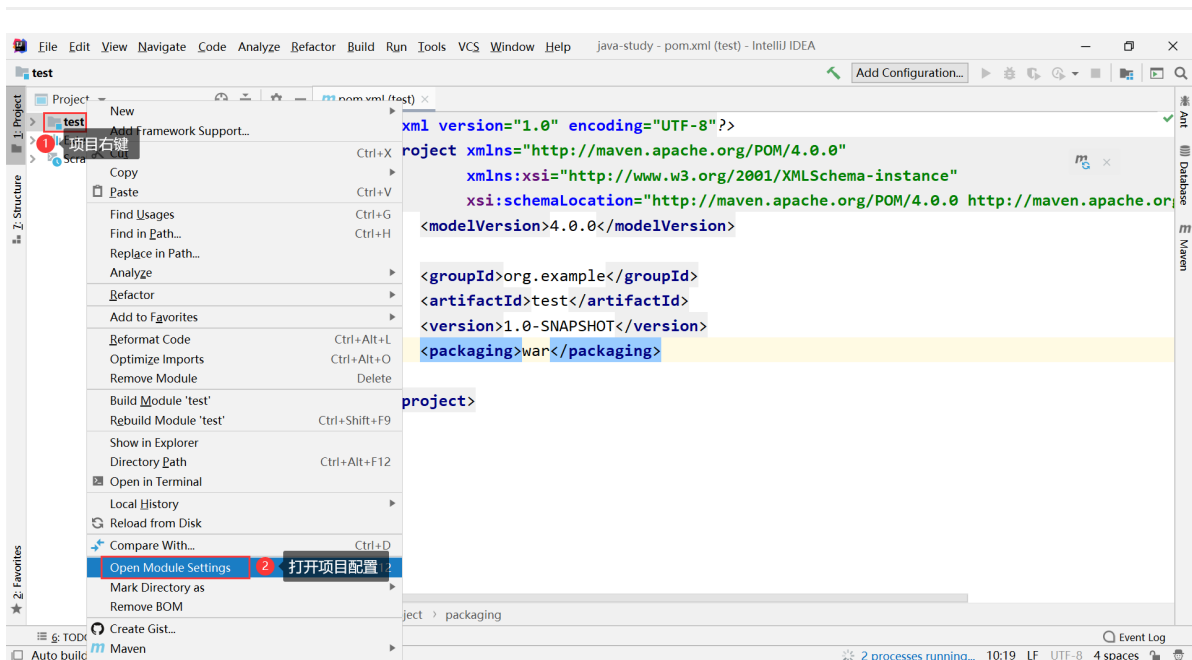 File Edit View Navigate Code Analyze Refactor Build Run Tools VCS Window Help java-study - pom.xml (test) - IntelliJ IDEA
test Add Configuration...
1: Project Project pom.xml (test)
test
1 项目右键
Scra
New
Add Framework Support...
Cut Ctrl+X
Copy
Paste Ctrl+V
Find Usages Ctrl+G
Find in Path... Ctrl+H
Replace in Path...
Analyze
Refactor
Add to Favorites
Reformat Code Ctrl+Alt+L
Optimize Imports Ctrl+Alt+O
Remove Module Delete
Build Module 'test'
Rebuild Module 'test' Ctrl+Shift+F9
Show in Explorer
Directory Path Ctrl+Alt+F12
Open in Terminal
Local History
Reload from Disk
Compare With... Ctrl+D
Open Module Settings 2 打开项目配置 12
Mark Directory as
Remove BOM
Create Gist...
Maven
xml version="1.0" encoding="UTF-8"?>
roject xmlns="http://maven.apache.org/POM/4.0.0"
xmlns:xsi="http://www.w3.org/2001/XMLSchema-instance"
xsi:schemaLocation="http://maven.apache.org/POM/4.0.0 http://maven.apache.org
<modelVersion>4.0.0</modelVersion>
<groupId>org.example</groupId>
<artifactId>test</artifactId>
<version>1.0-SNAPSHOT</version>
<packaging>war</packaging>
project>
ject › packaging
Ant
Database
m Maven
7: Structure
2: Favorites
6: TODO Event Log
Auto build 2 processes running... 10:19 LF UTF-8 4 spaces